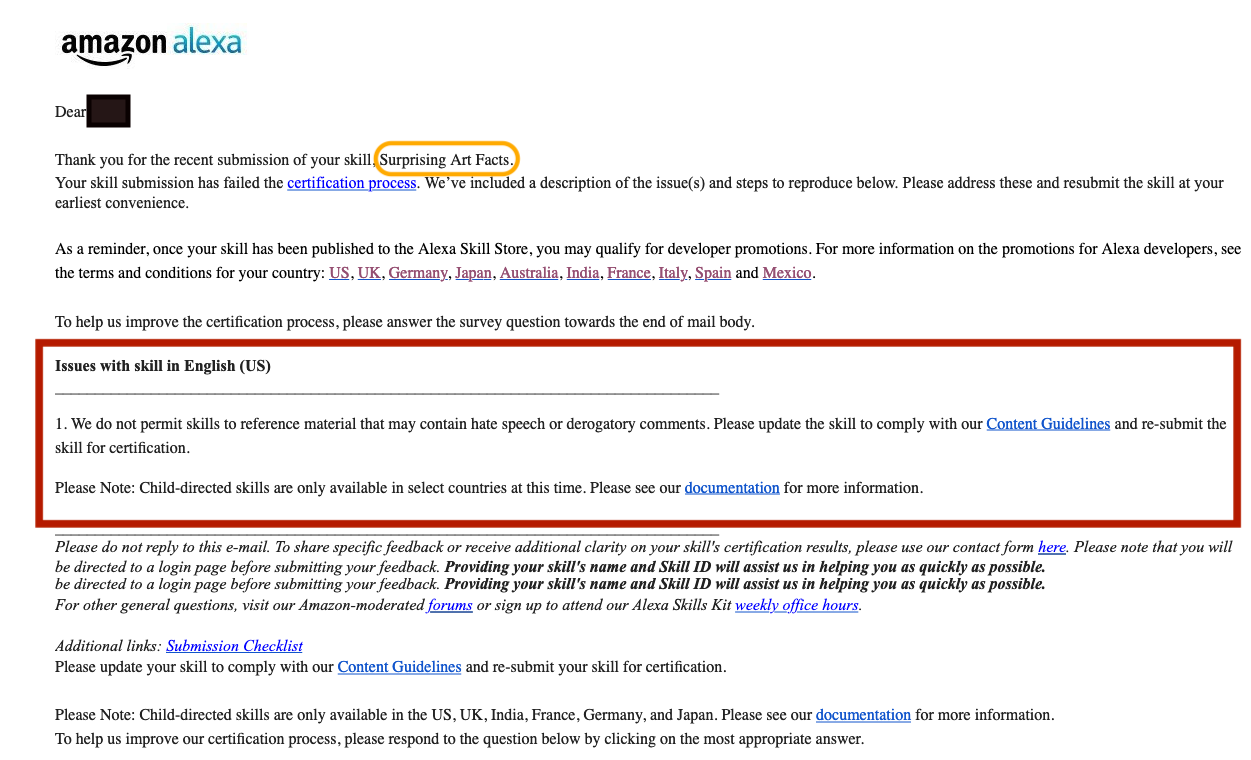 amazon alexa
Dear
Thank you for the recent submission of your skill, Surprising Art Facts.
Your skill submission has failed the certification process. We’ve included a description of the issue(s) and steps to reproduce below. Please address these and resubmit the skill at your
earliest convenience.
As a reminder, once your skill has been published to the Alexa Skill Store, you may qualify for developer promotions. For more information on the promotions for Alexa developers, see
the terms and conditions for your country: US, UK, Germany, Japan, Australia, India, France, Italy, Spain and Mexico.
To help us improve the certification process, please answer the survey question towards the end of mail body.
Issues with skill in English (US)
1. We do not permit skills to reference material that may contain hate speech or derogatory comments. Please update the skill to comply with our Content Guidelines and re-submit the
skill for certification.
Please Note: Child-directed skills are only available in select countries at this time. Please see our documentation for more information.
Please do not reply to this e-mail. To share specific feedback or receive additional clarity on your skill's certification results, please use our contact form here. Please note that you will
be directed to a login page before submitting your feedback. Providing your skill's name and Skill ID will assist us in helping you as quickly as possible.
be directed to a login page before submitting your feedback. Providing your skill's name and Skill ID will assist us in helping you as quickly as possible.
For other general questions, visit our Amazon-moderated forums or sign up to attend our Alexa Skills Kit weekly office hours.
Additional links: Submission Checklist
Please update your skill to comply with our Content Guidelines and re-submit your skill for certification.
Please Note: Child-directed skills are only available in the US, UK, India, France, Germany, and Japan. Please see our documentation for more information.
To help us improve our certification process, please respond to the question below by clicking on the most appropriate answer.